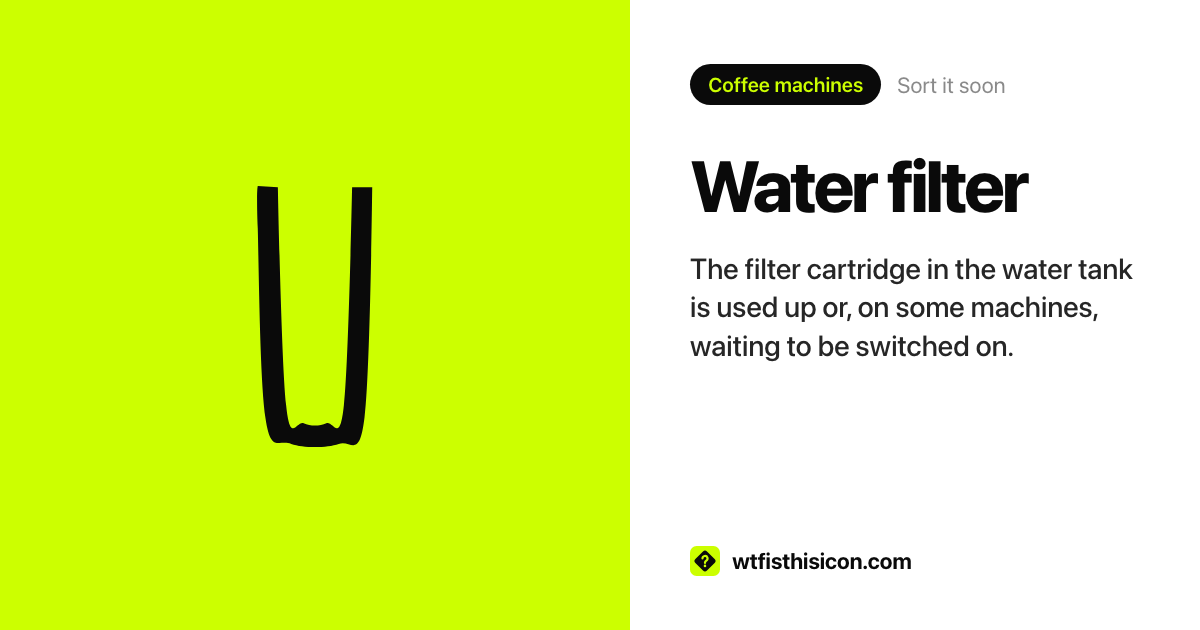 Coffee machines
Sort it soon
Water filter
The filter cartridge in the water tank
is used up or, on some machines,
waiting to be switched on.
?
wtfisthisicon.com